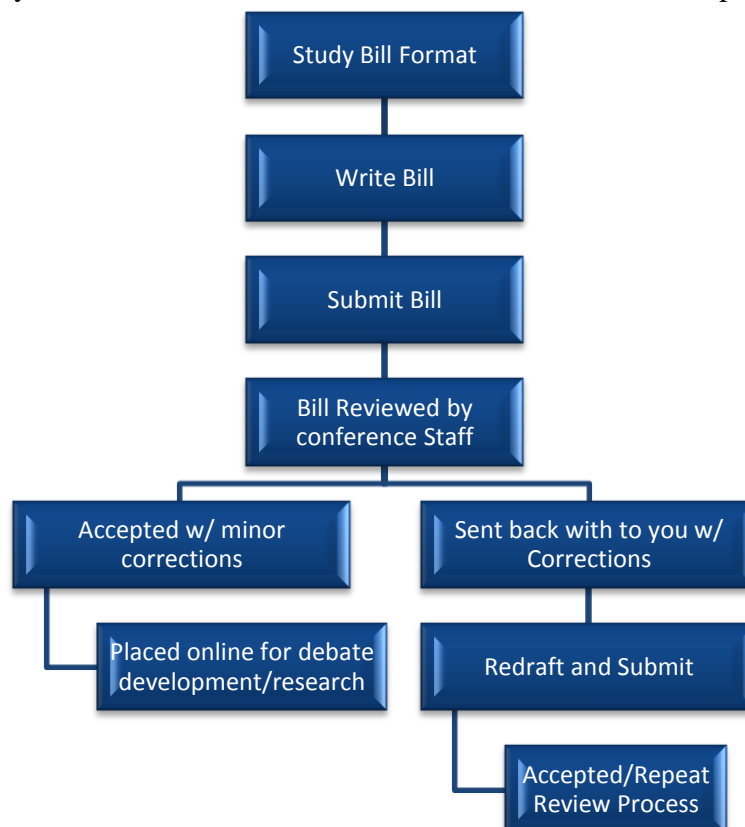 Study Bill Format
Write Bill
Submit Bill
Bill Reviewed by
conference Staff
Accepted w/ minor
corrections
Sent back with to you w/
Corrections
Placed online for debate
development/research
Redraft and Submit
Accepted/Repeat
Review Process